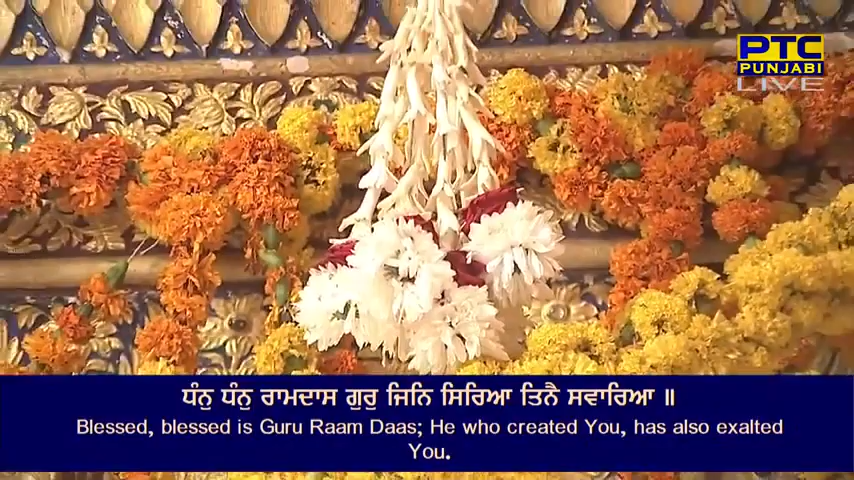 PTC
PUNJABI
LIVE
ਧੰਨੁ ਧੰਨੁ ਰਾਮਦਾਸ ਗੁਰੁ ਜਿਨਿ ਸਿਰਿਆ ਤਿਨੈ ਸਵਾਰਿਆ ॥
Blessed, blessed is Guru Raam Daas; He who created You, has also exalted
You.